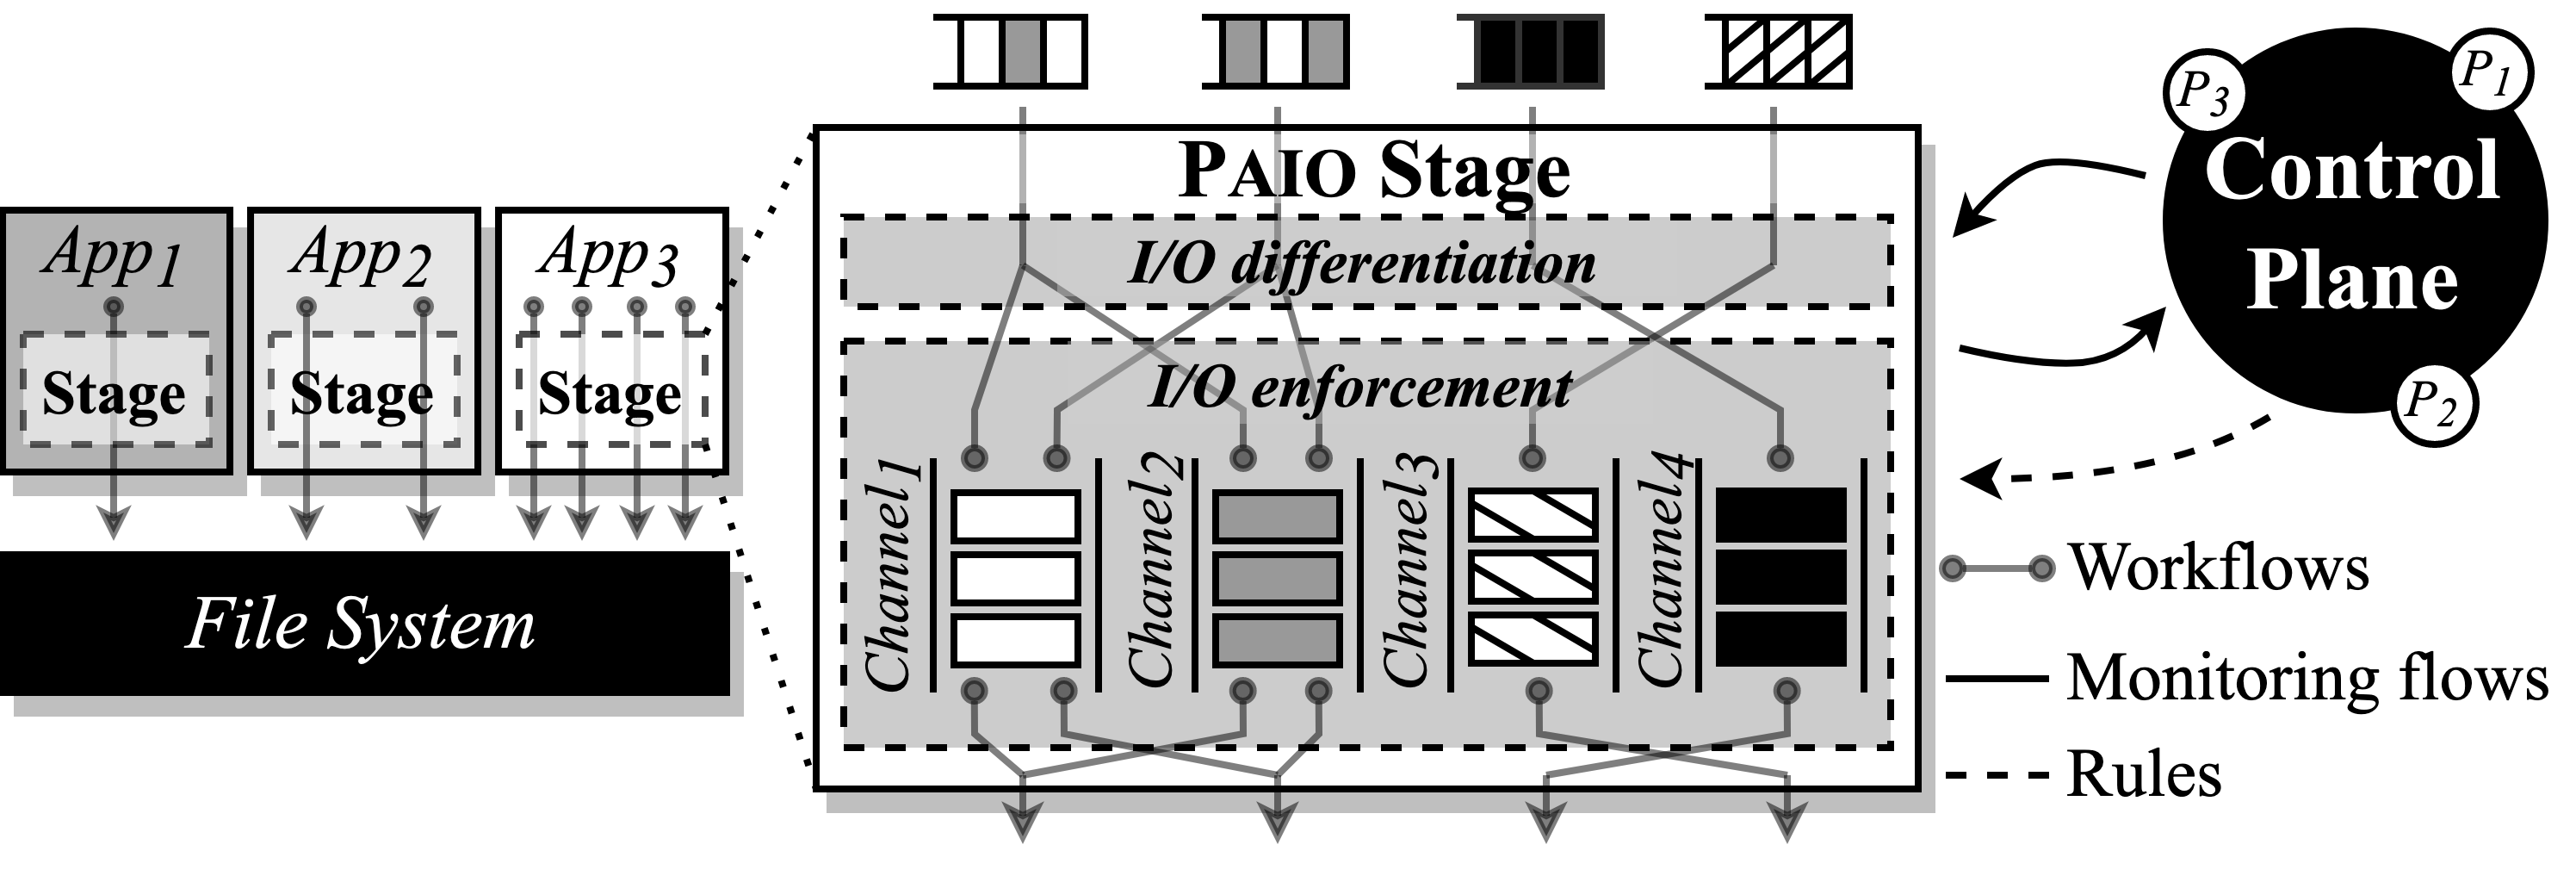 App1
App2
App3
Stage
Stage
Stage
File System
PAIO Stage
I/O differentiation
I/O enforcement
Channel1
Channel2
Channel3
Channel4
P3
P1
Control
Plane
P2
Workflows
Monitoring flows
Rules